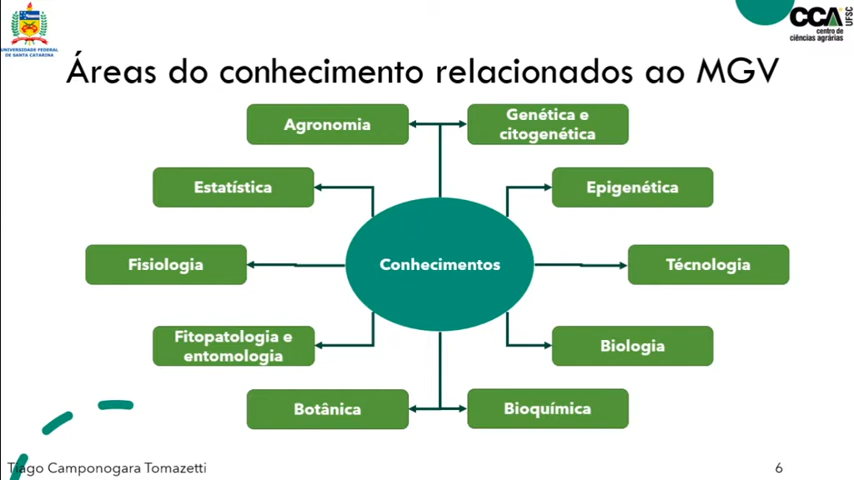 UNIVERSIDADE FEDERAL
DE SANTA CATARINA
CCA
UFSC
centro de
ciências agrárias
Áreas do conhecimento relacionados ao MGV
Agronomia
Genética e
citogenética
Estatística
Epigenética
Fisiologia
Conhecimentos
Técnologia
Fitopatologia e
entomologia
Biologia
Botânica
Bioquímica
Tiago Camponogara Tomazetti
6